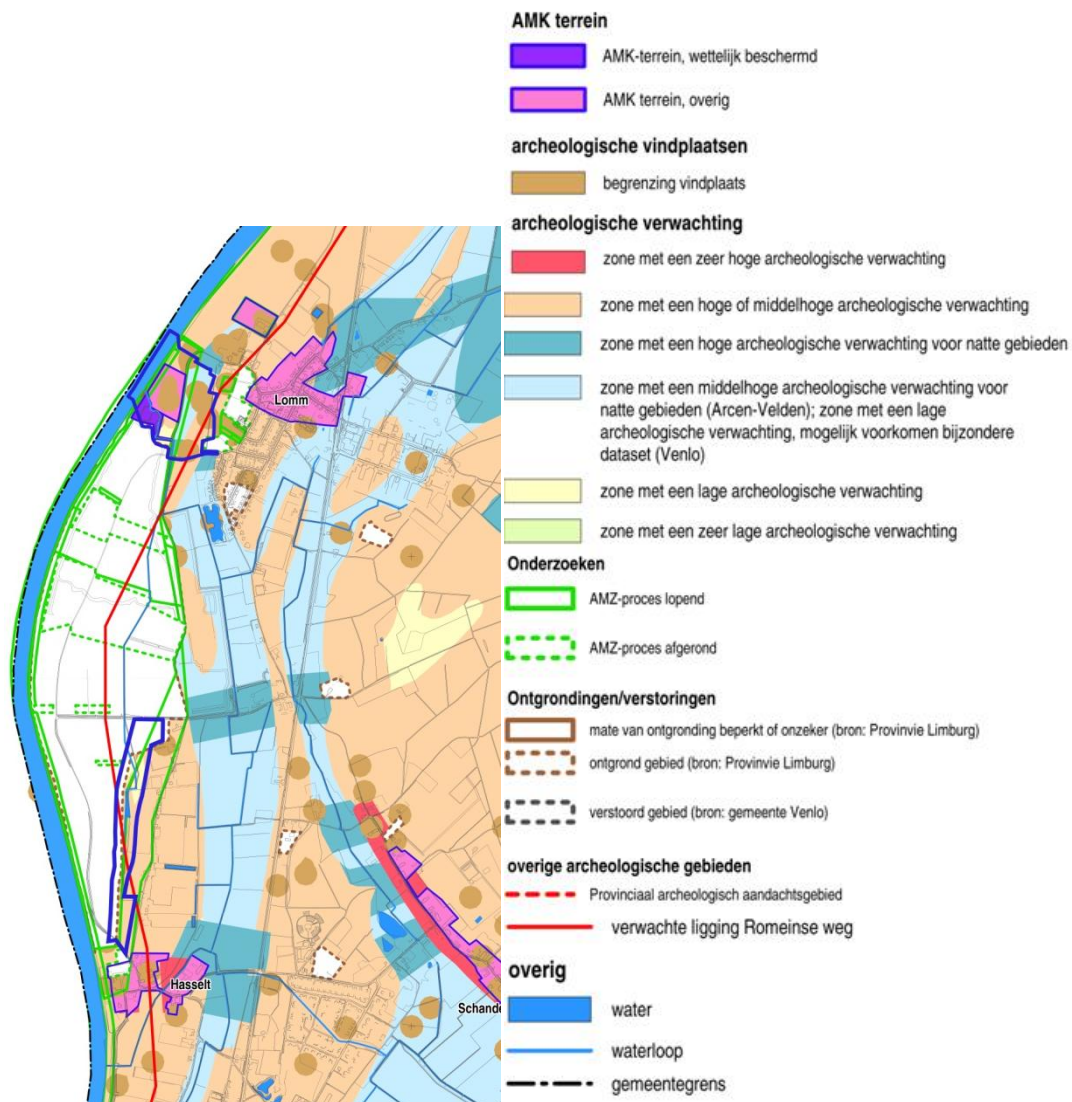 AMK terrein
AMK-terrein, wettelijk beschermd
AMK terrein, overig
archeologische vindplaatsen
begrenzing vindplaats
archeologische verwachting
zone met een zeer hoge archeologische verwachting
zone met een hoge of middelhoge archeologische verwachting
zone met een hoge archeologische verwachting voor natte gebieden
zone met een middelhoge archeologische verwachting voor
natte gebieden (Arcen-Velden); zone met een lage
archeologische verwachting, mogelijk voorkomen bijzondere
dataset (Venlo)
zone met een lage archeologische verwachting
zone met een zeer lage archeologische verwachting
Onderzoeken
AMZ-proces lopend
AMZ-proces afgerond
Ontgrondingen/verstoringen
mate van ontgronding beperkt of onzeker (bron: Provinvie Limburg)
ontgrond gebied (bron: Provinvie Limburg)
verstoord gebied (bron: gemeente Venlo)
overige archeologische gebieden
Provinciaal archeologisch aandachtsgebied
verwachte ligging Romeinse weg
overig
water
waterloop
gemeentegrens
Lomm
Hasselt
Schande